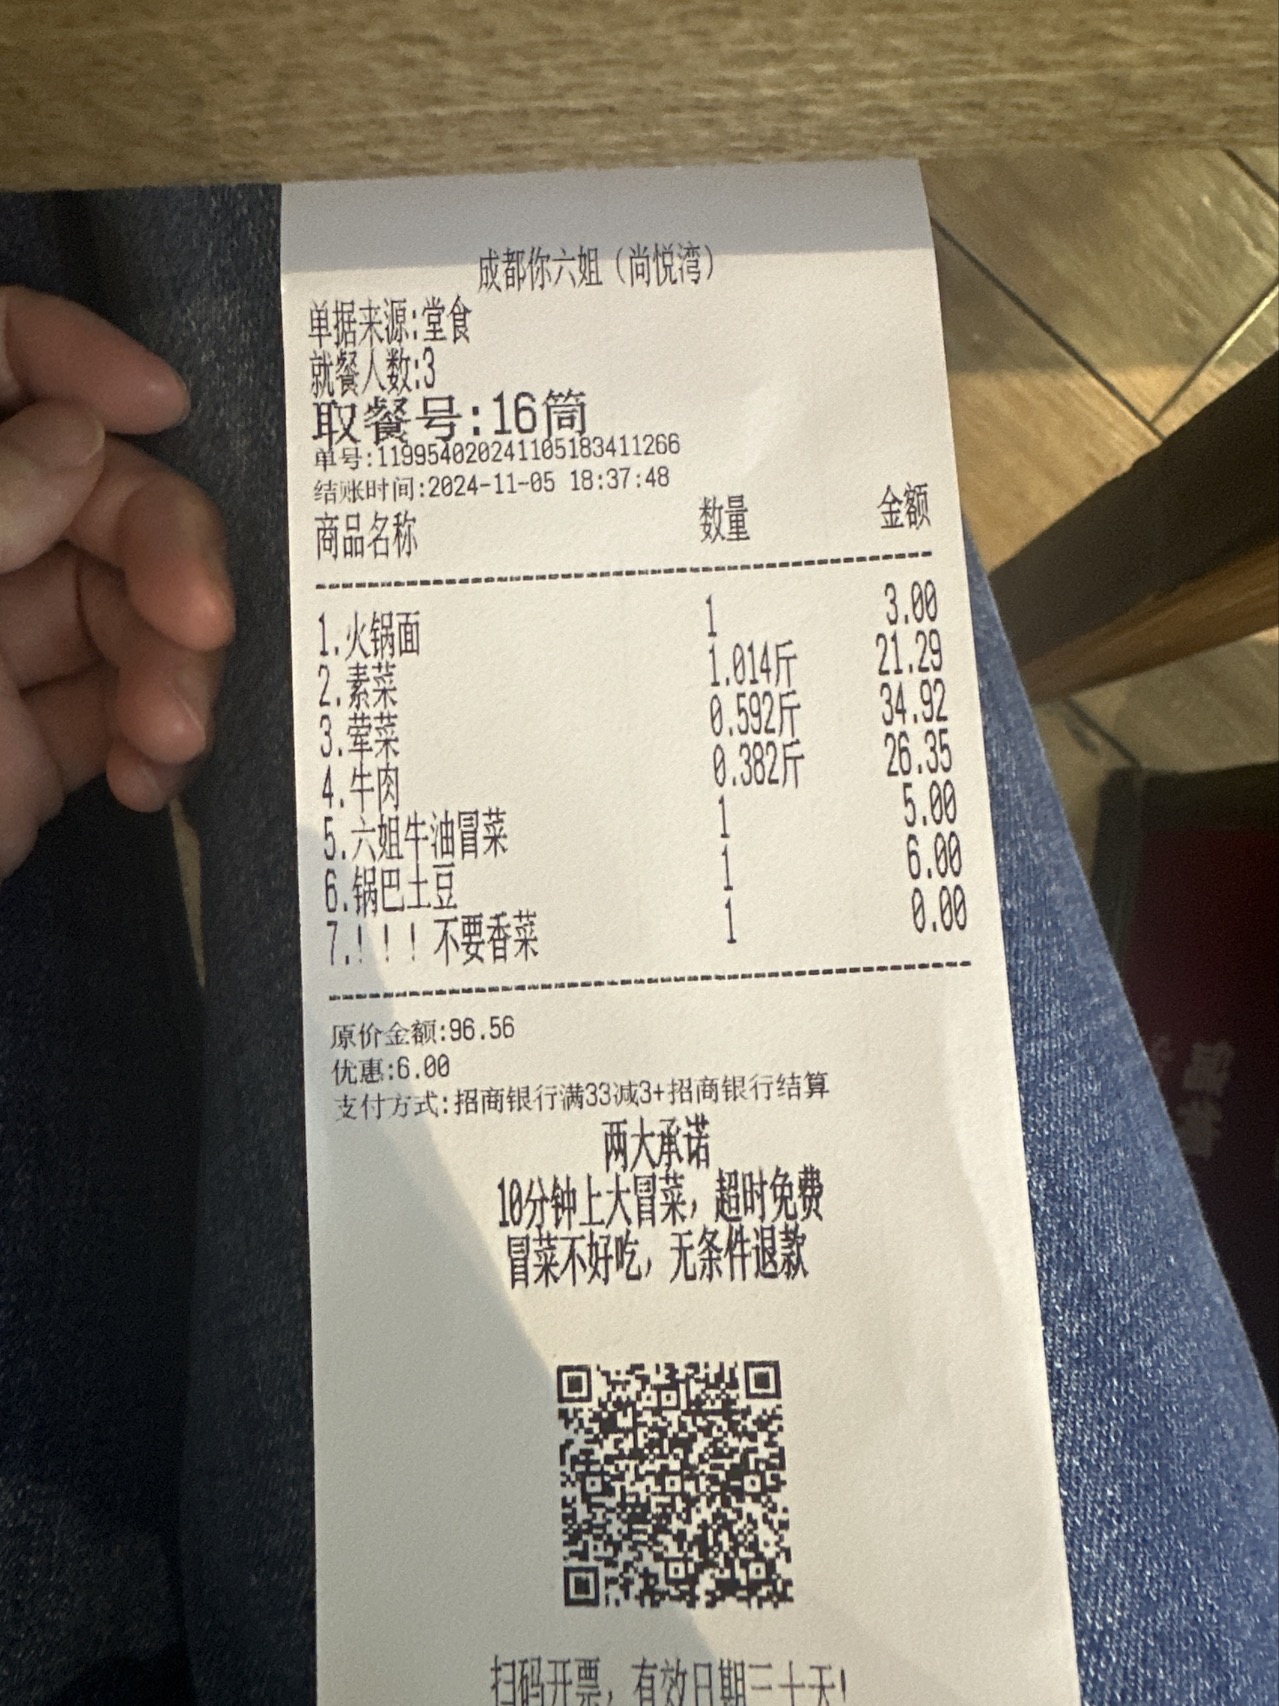 成都你六姐（尚悦湾）
单据来源:堂食
就餐人数:3
取餐号:16筒
单号:119954020241105183411266
结账时间:2024-11-05 18:37:48
商品名称 数量 金额
1.火锅面 1 3.00
2.素菜 1.014斤 21.29
3.荤菜 0.592斤 34.92
4.牛肉 0.382斤 26.35
5.六姐牛油冒菜 1 5.00
6.锅巴土豆 1 6.00
7.！！！不要香菜 1 0.00
原价金额:96.56
优惠:6.00
支付方式:招商银行满33减3+招商银行结算
两大承诺
10分钟上大冒菜，超时免费
冒菜不好吃，无条件退款
扫码开票，有效日期三十天!